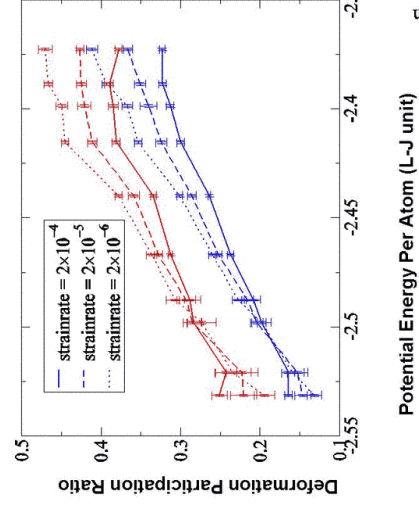 Deformation Participation Ratio
0.5
0.4
0.3
0.2
0.1
strainrate = 2×10⁻⁴
strainrate = 2×10⁻⁵
strainrate = 2×10⁻⁶
-2.55
-2.5
-2.45
-2.4
Potential Energy Per Atom (L-J unit)